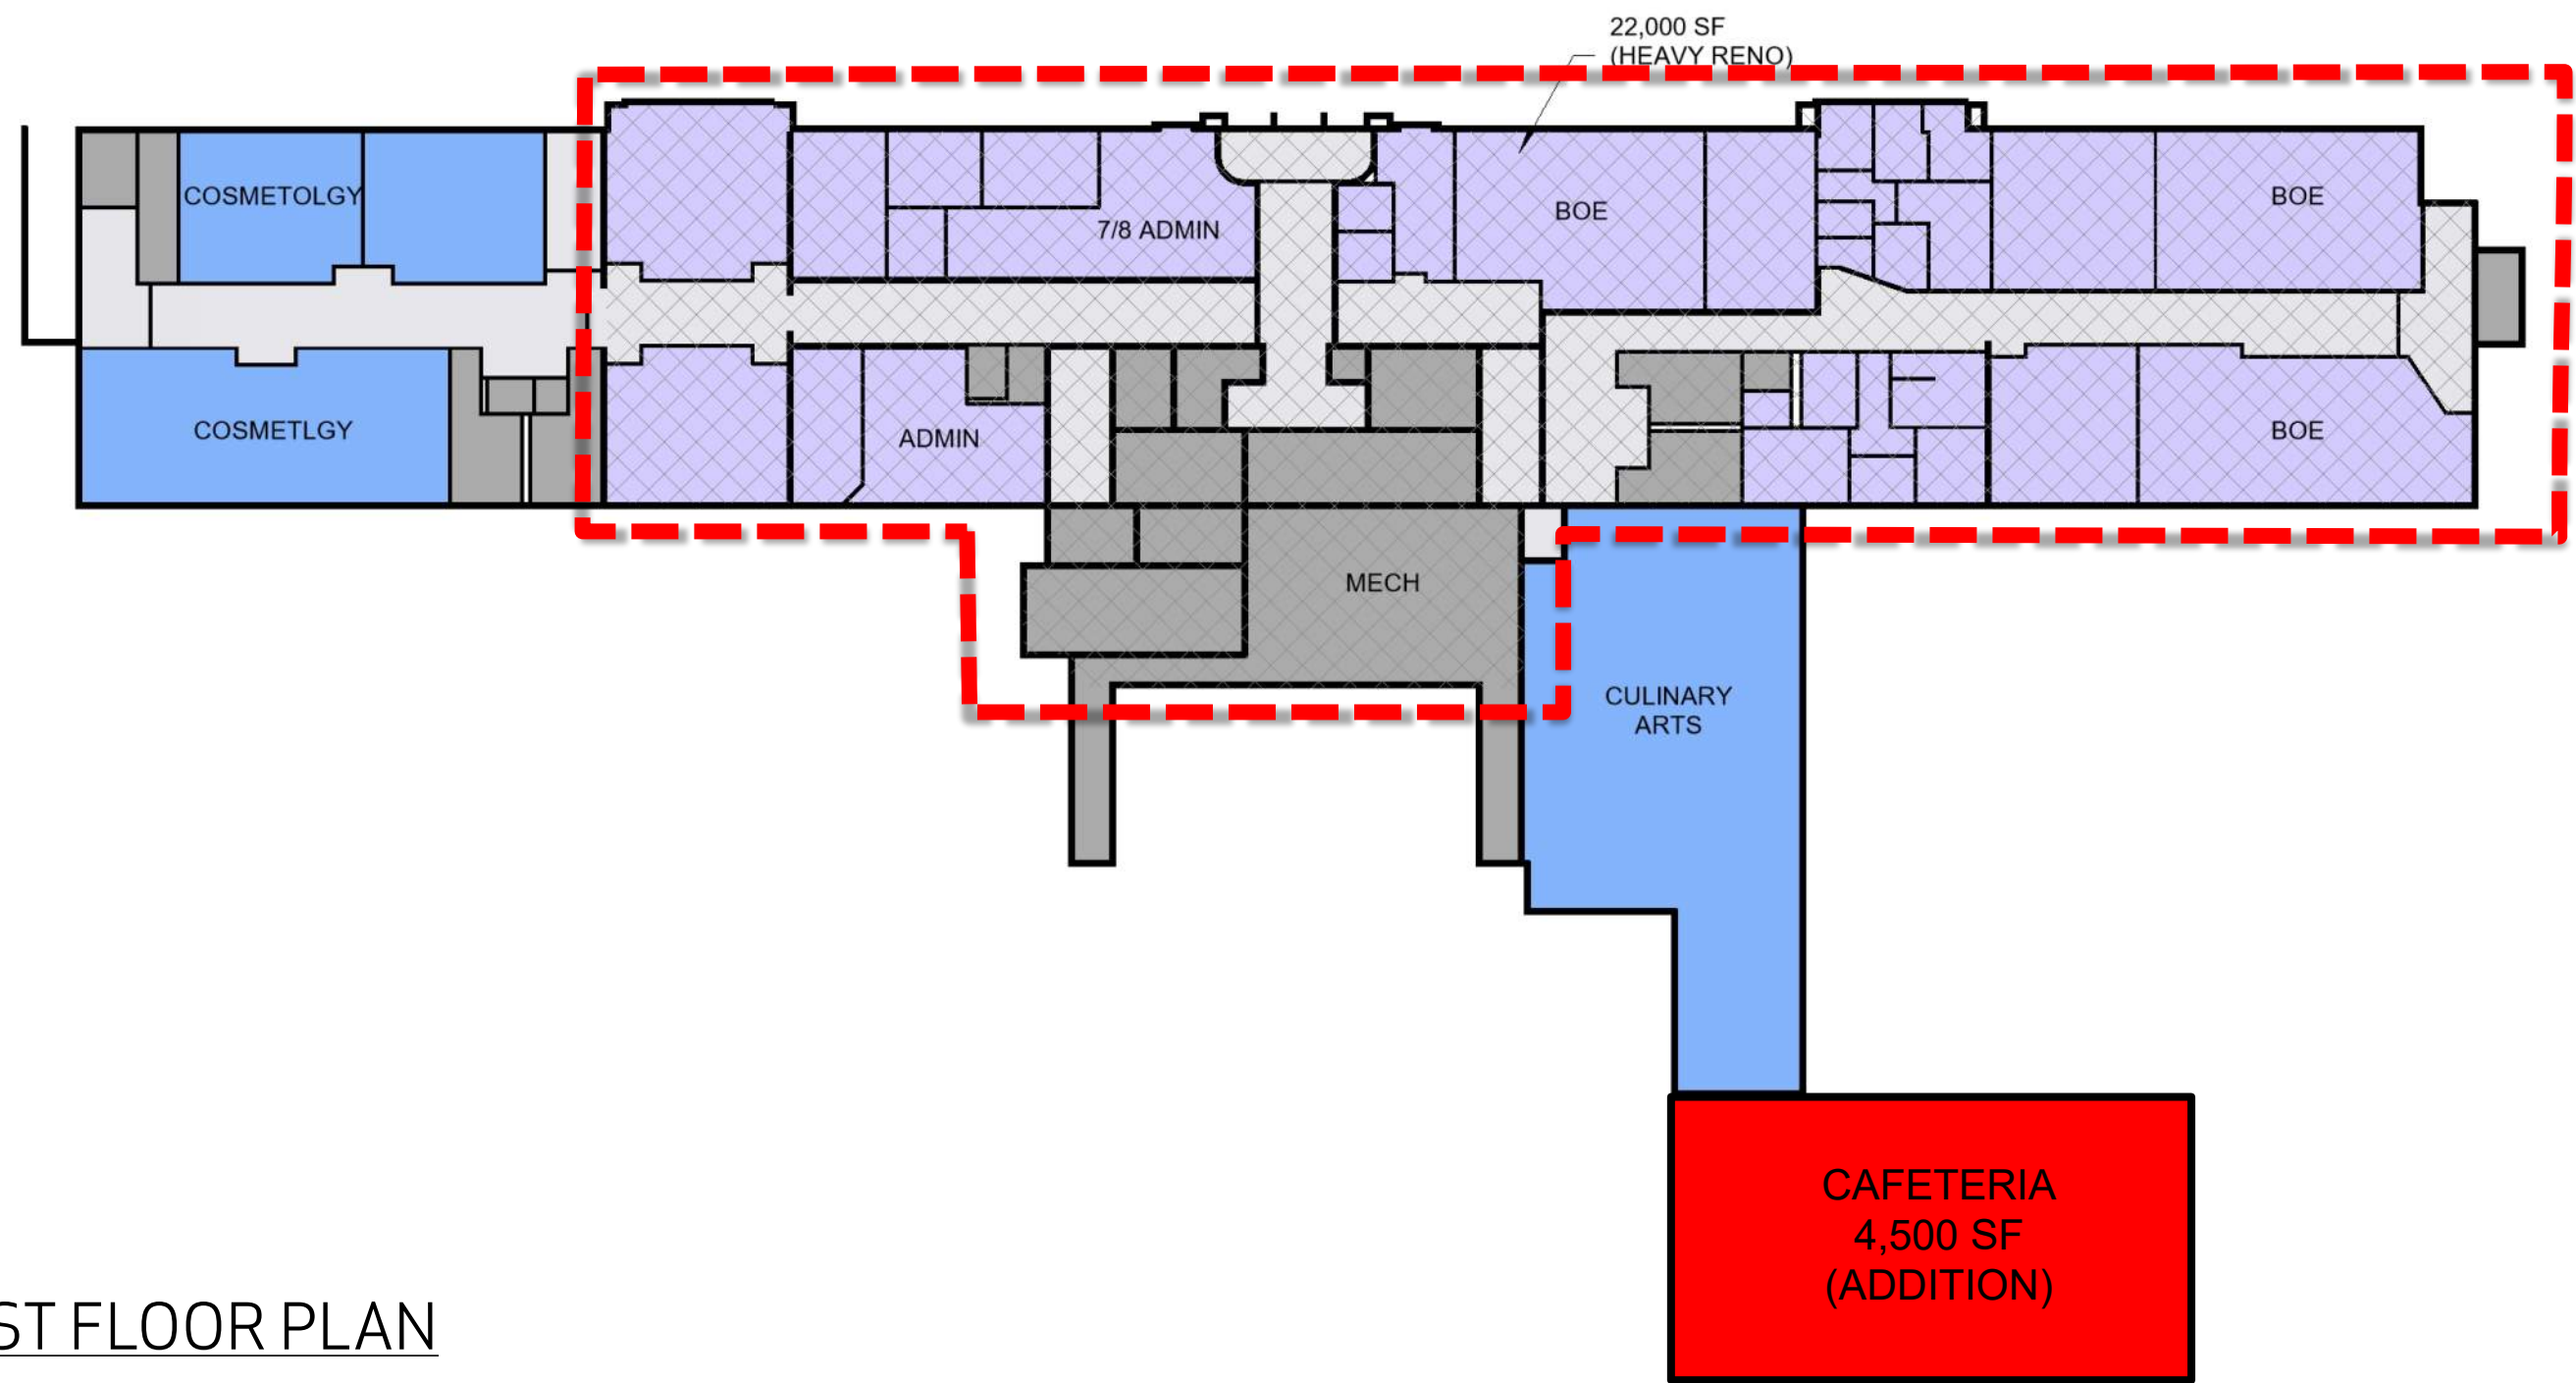 22,000 SF
(HEAVY RENO)
COSMETOLGY
7/8 ADMIN
BOE
BOE
COSMETLGY
ADMIN
BOE
MECH
CULINARY
ARTS
CAFETERIA
4,500 SF
(ADDITION)
ST FLOOR PLAN